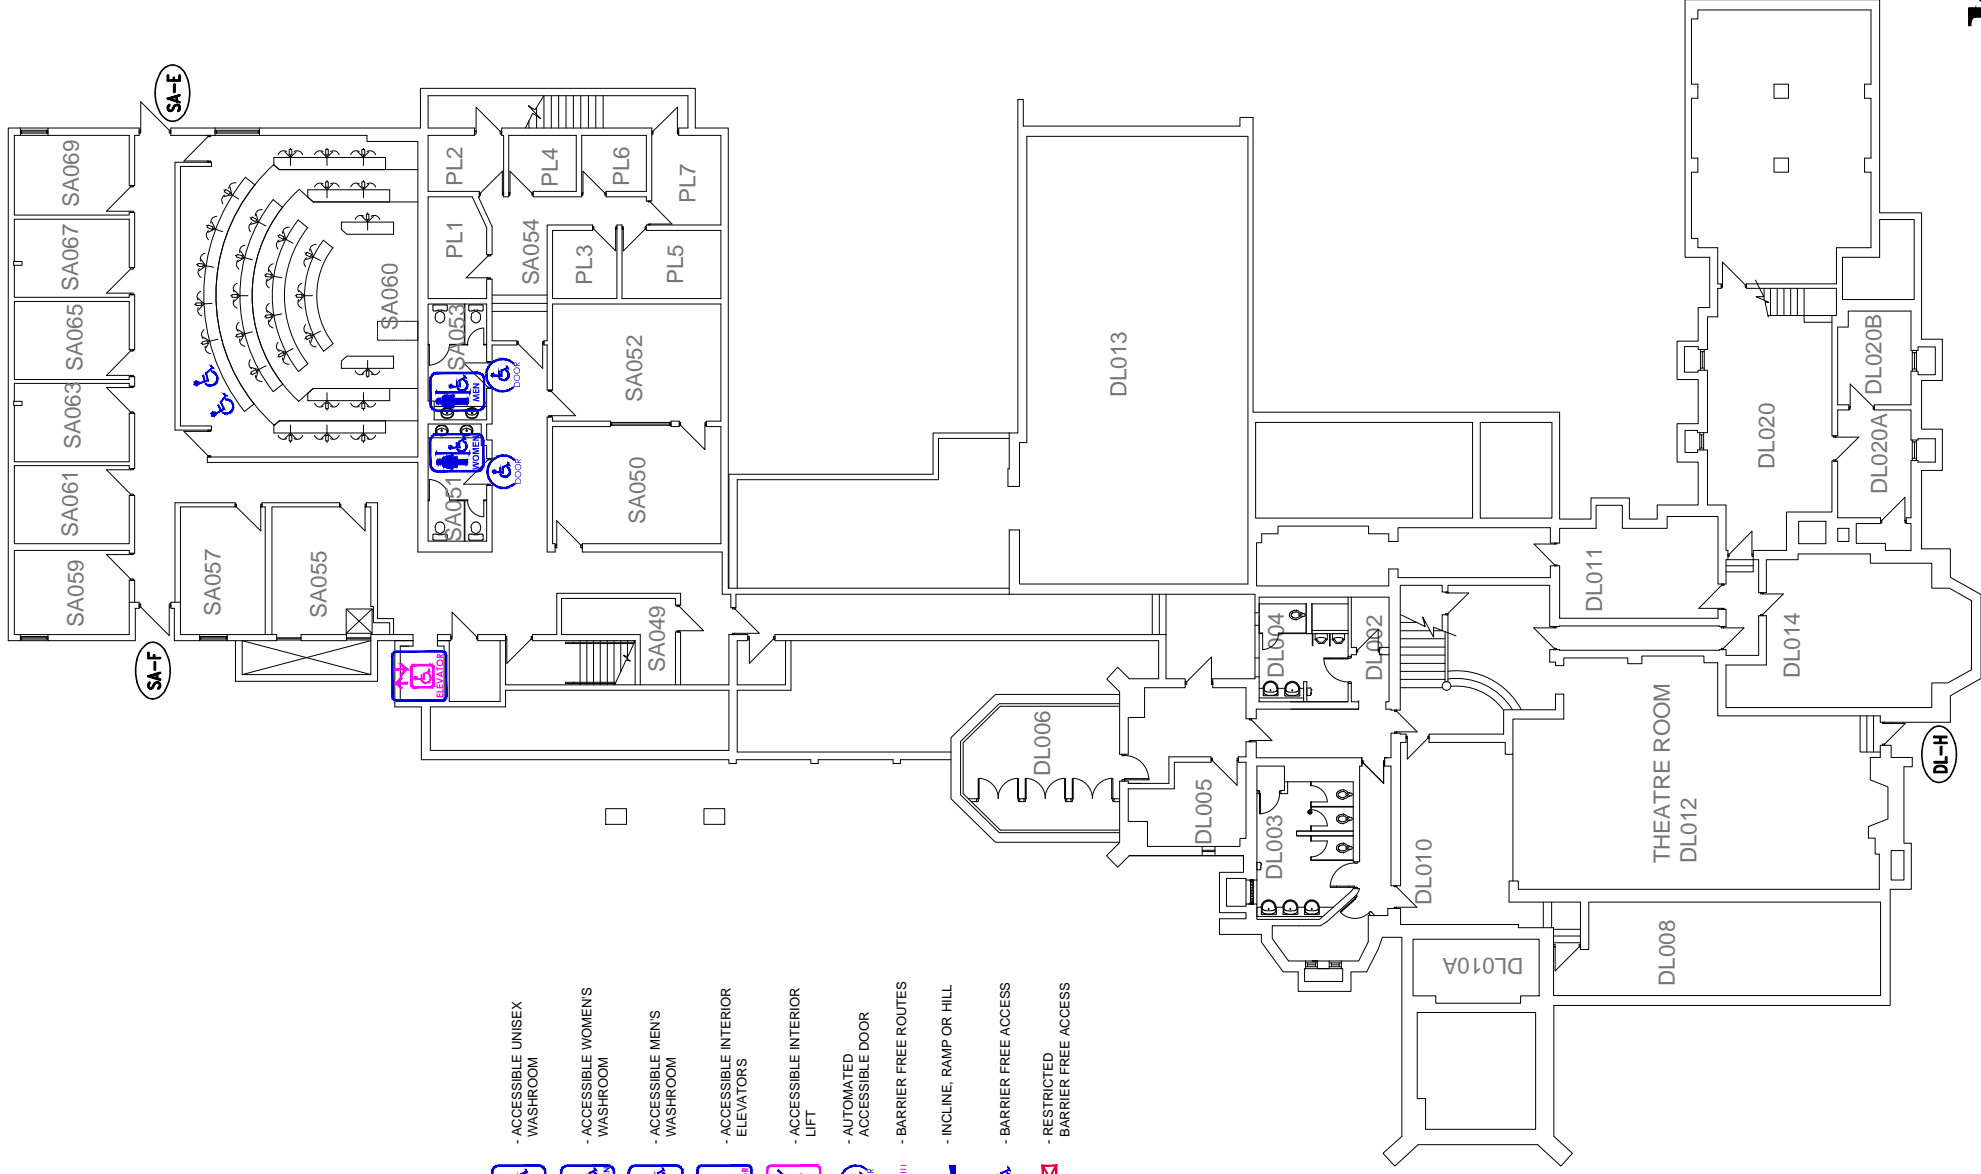 SA-E
SA069
SA067
SA065
SA063
SA061
SA059
SA-F
SA057
SA055
SA060
PL2
PL4
PL6
PL7
PL1
SA054
PL3
PL5
SA053
MEN
DOOR
WOMEN
DOOR
SA051
SA052
SA050
SA049
ELEVATOR
DL013
DL006
DL005
DL004
DL002
DL003
DL010
DL010A
DL008
THEATRE ROOM
DL012
DL011
DL014
DL020
DL020A
DL020B
DL-H
- ACCESSIBLE UNISEX
WASHROOM
- ACCESSIBLE WOMEN'S
WASHROOM
- ACCESSIBLE MEN'S
WASHROOM
- ACCESSIBLE INTERIOR
ELEVATORS
- ACCESSIBLE INTERIOR
LIFT
- AUTOMATED
ACCESSIBLE DOOR
- BARRIER FREE ROUTES
- INCLINE, RAMP OR HILL
- BARRIER FREE ACCESS
- RESTRICTED
BARRIER FREE ACCESS